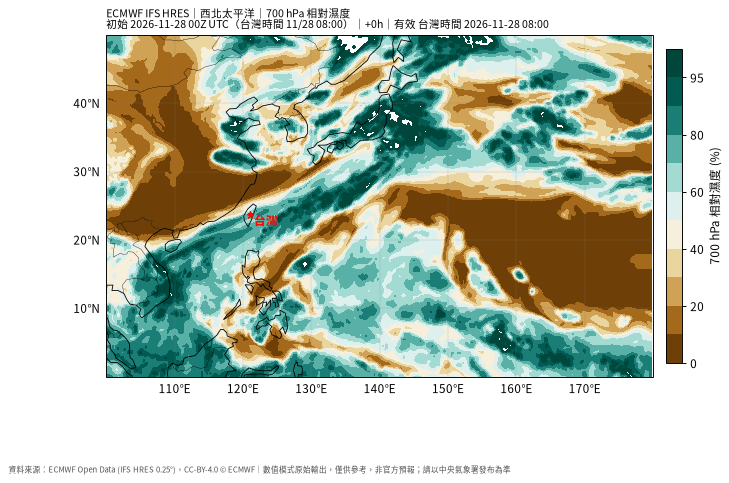 ECMWF IFS HRES｜西北太平洋｜700 hPa 相對濕度
初始 2026-11-28 00Z UTC（台灣時間 11/28 08:00）｜+0h｜有效 台灣時間 2026-11-28 08:00
40°N
30°N
20°N
10°N
110°E 120°E 130°E 140°E 150°E 160°E 170°E
台灣
95
80
60
40
20
0
700 hPa 相對濕度 (%)
資料來源：ECMWF Open Data (IFS HRES 0.25°)，CC-BY-4.0 © ECMWF｜數值模式原始輸出，僅供參考，非官方預報；請以中央氣象署發布為準